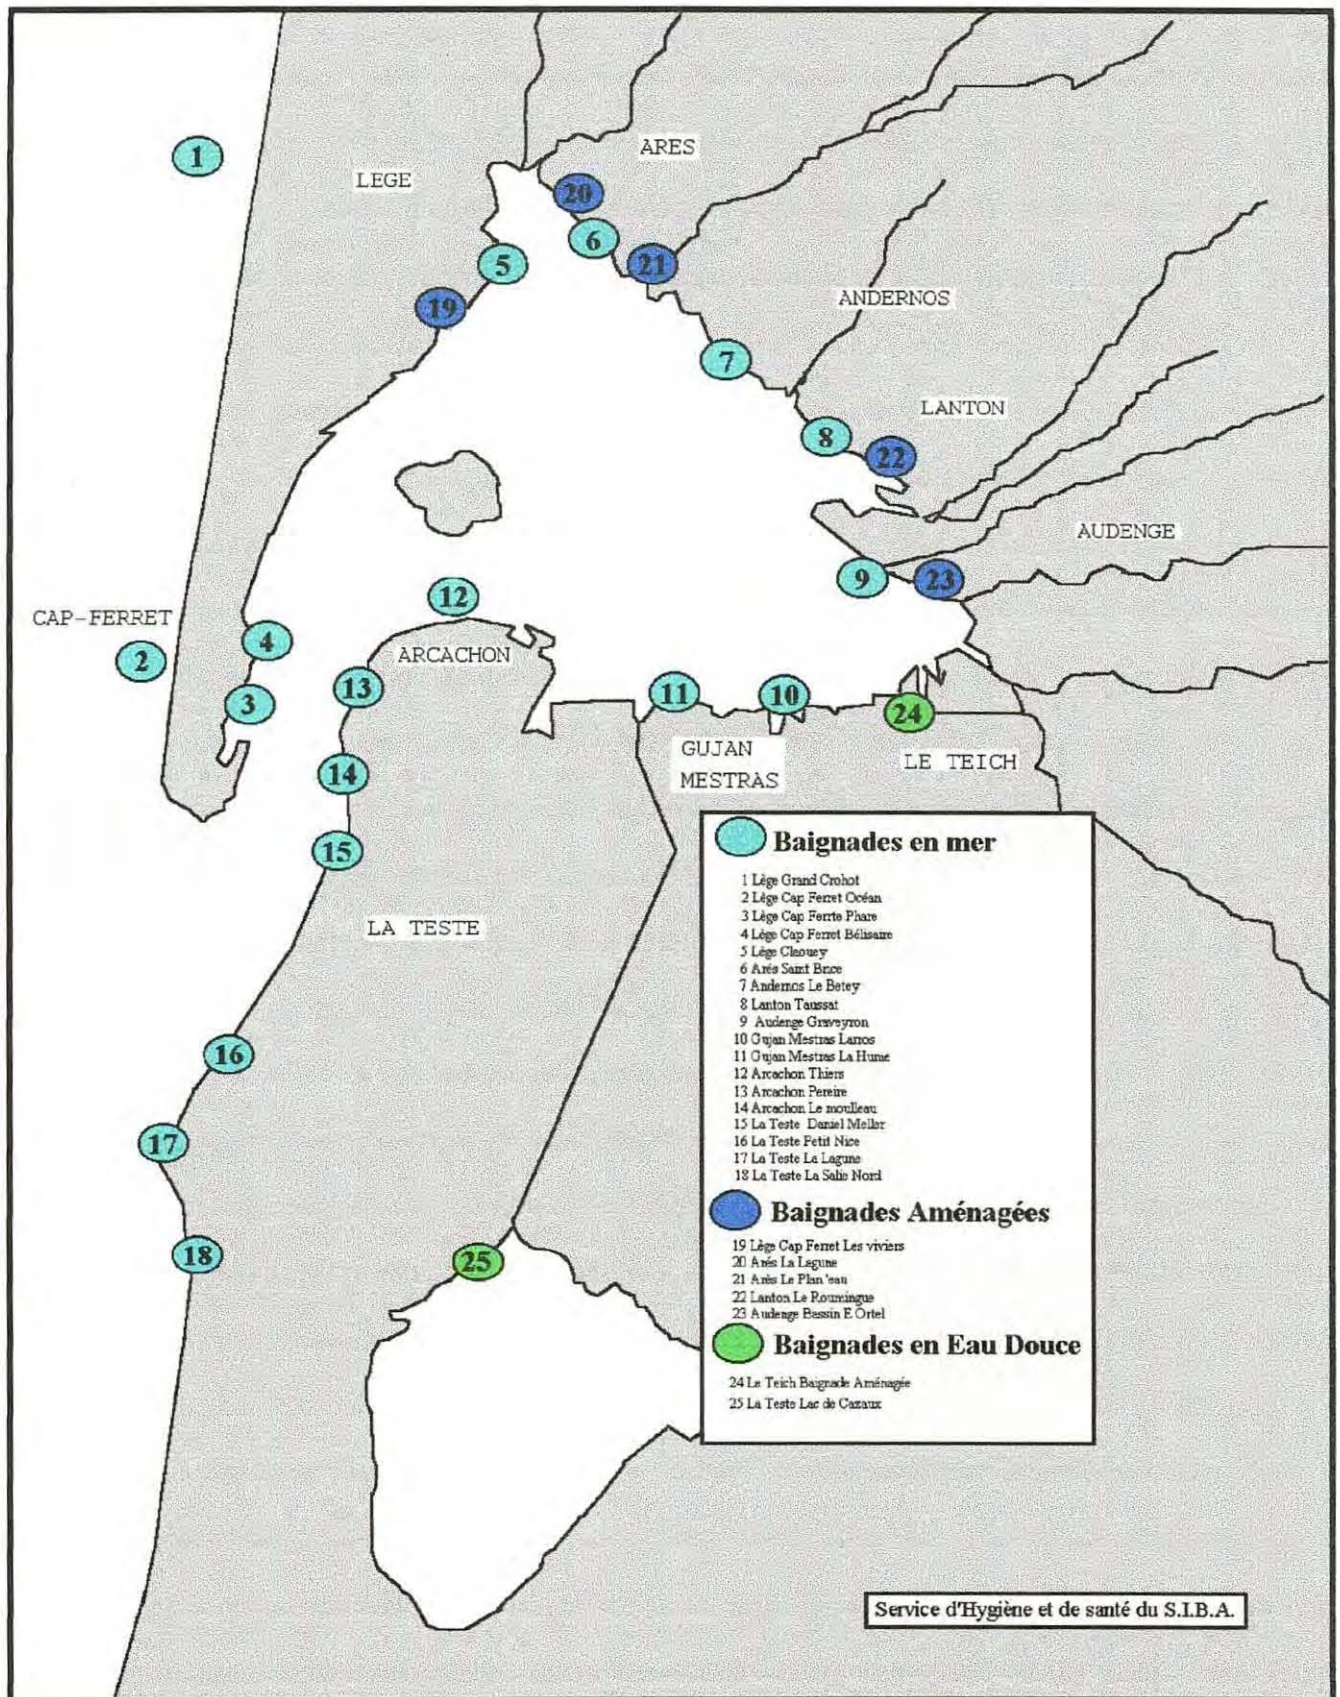 1
LEGE
ARES
20
6
5
21
19
ANDERNOS
7
LANTON
8
22
AUDENGE
9
23
12
CAP-FERRET
4
2
ARCACHON
13
3
11
10
24
GUJAN
MESTRAS
LE TEICH
14
15
LA TESTE
16
17
18
25
Baignades en mer
1 Lège Grand Crohot
2 Lège Cap Ferret Océan
3 Lège Cap Ferrte Phare
4 Lège Cap Ferret Bélisaire
5 Lège Claouey
6 Arés Saint Brice
7 Andernos Le Betey
8 Lanton Taussat
9 Audenge Graveyron
10 Gujan Mestras Larros
11 Gujan Mestras La Hume
12 Arcachon Thiers
13 Arcachon Pereire
14 Arcachon Le moulleau
15 La Teste Daniel Meller
16 La Teste Petit Nice
17 La Teste La Lagune
18 La Teste La Salie Nord
Baignades Aménagées
19 Lège Cap Ferret Les viviers
20 Arès La Lagune
21 Arès Le Plan 'eau
22 Lanton Le Roumingue
23 Audenge Bassin E Ortel
Baignades en Eau Douce
24 Le Teich Baignade Aménagée
25 La Teste Lac de Cazaux
Service d'Hygiène et de santé du S.I.B.A.